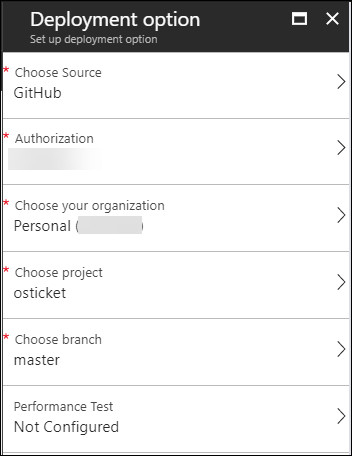 Deployment option
Set up deployment option
* Choose Source
GitHub
* Authorization
* Choose your organization
Personal ( )
* Choose project
osticket
* Choose branch
master
Performance Test
Not Configured